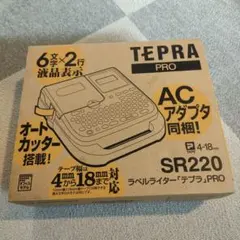 6文字×2行
液晶表示
TEPRA
PRO
ACアダプタ
同梱!
オート
カッター
搭載!
4-18mm
テープ幅は
4mmから18mmまで対応
SR220
ラベルライター「テプラ」PRO